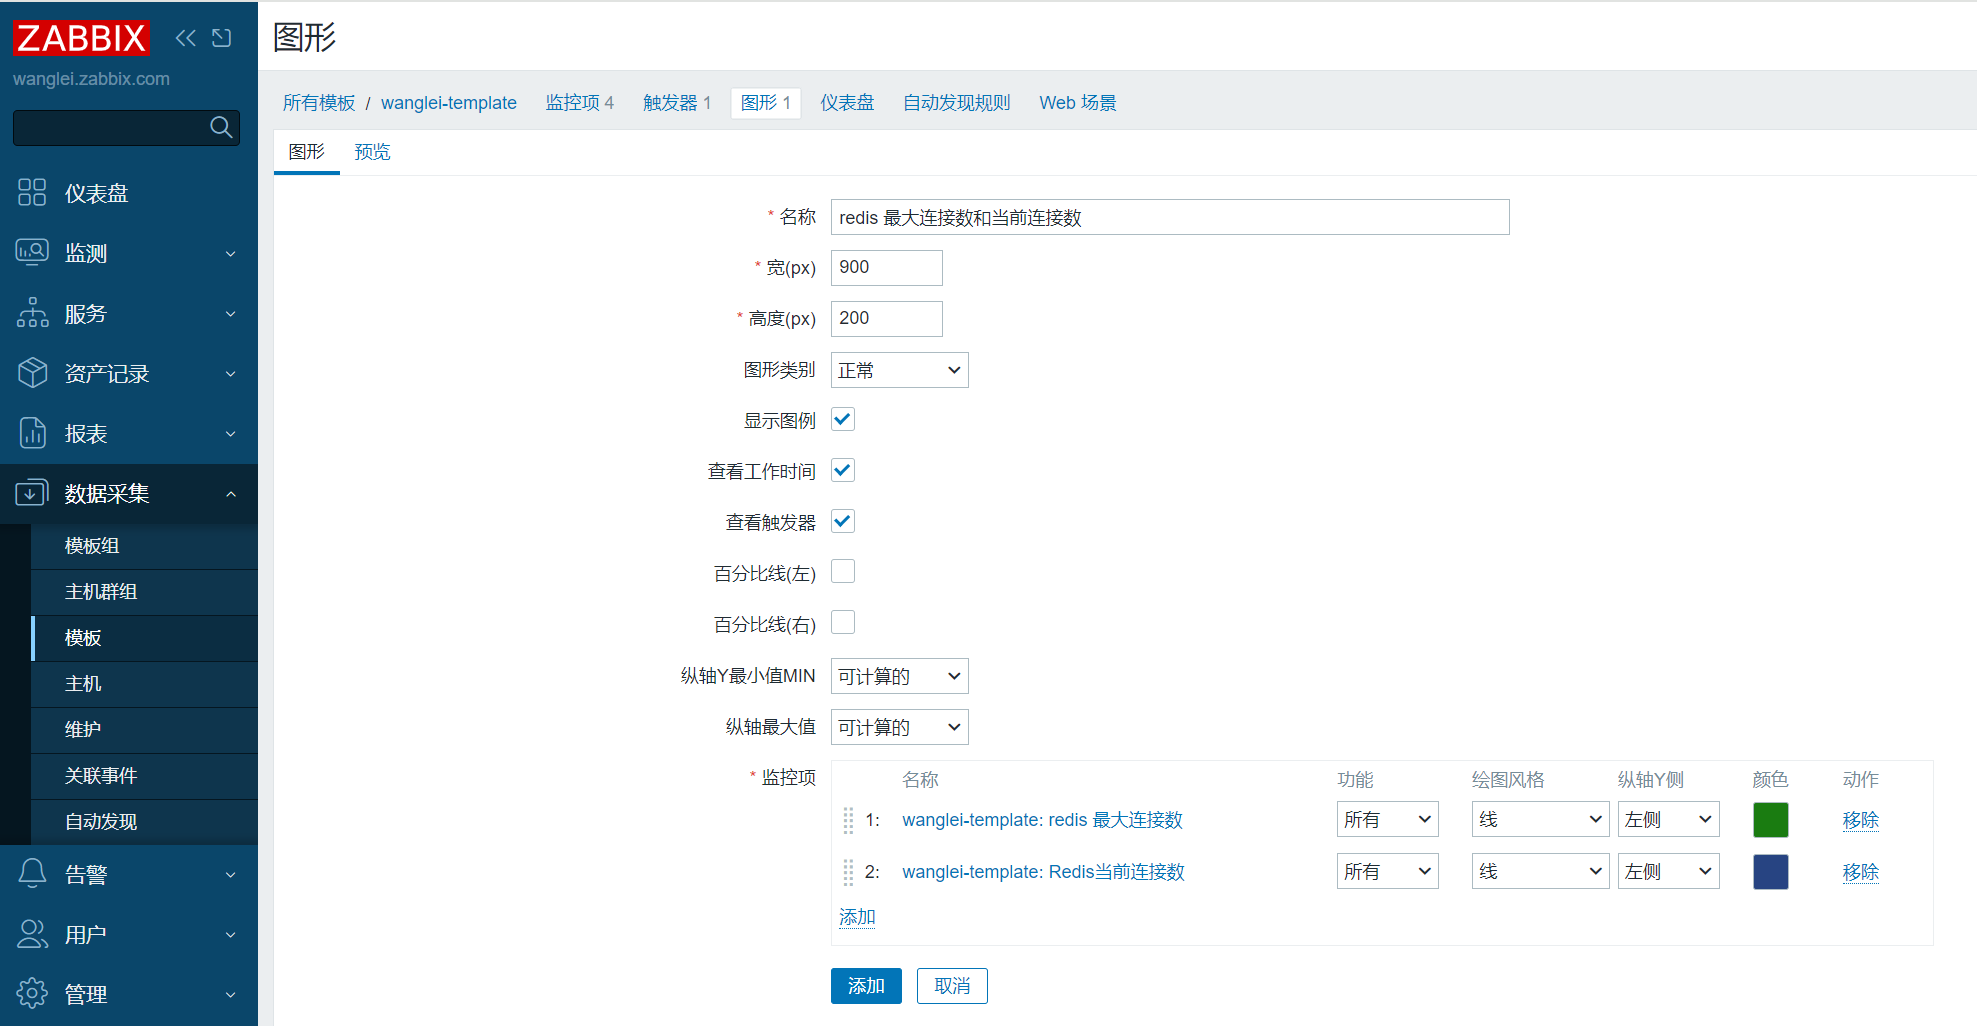 ZABBIX
wanglei.zabbix.com
仪表盘
监测
服务
资产记录
报表
数据采集
模板组
主机群组
模板
主机
维护
关联事件
自动发现
告警
用户
管理
图形
所有模板 / wanglei-template 监控项 4 触发器 1 图形 1 仪表盘 自动发现规则 Web 场景
图形 预览
* 名称 redis 最大连接数和当前连接数
* 宽(px) 900
* 高度(px) 200
图形类别 正常
显示图例
查看工作时间
查看触发器
百分比线(左)
百分比线(右)
纵轴Y最小值MIN 可计算的
纵轴最大值 可计算的
* 监控项 名称 功能 绘图风格 纵轴Y侧 颜色 动作
1: wanglei-template: redis 最大连接数 所有 线 左侧 移除
2: wanglei-template: Redis当前连接数 所有 线 左侧 移除
添加
添加 取消